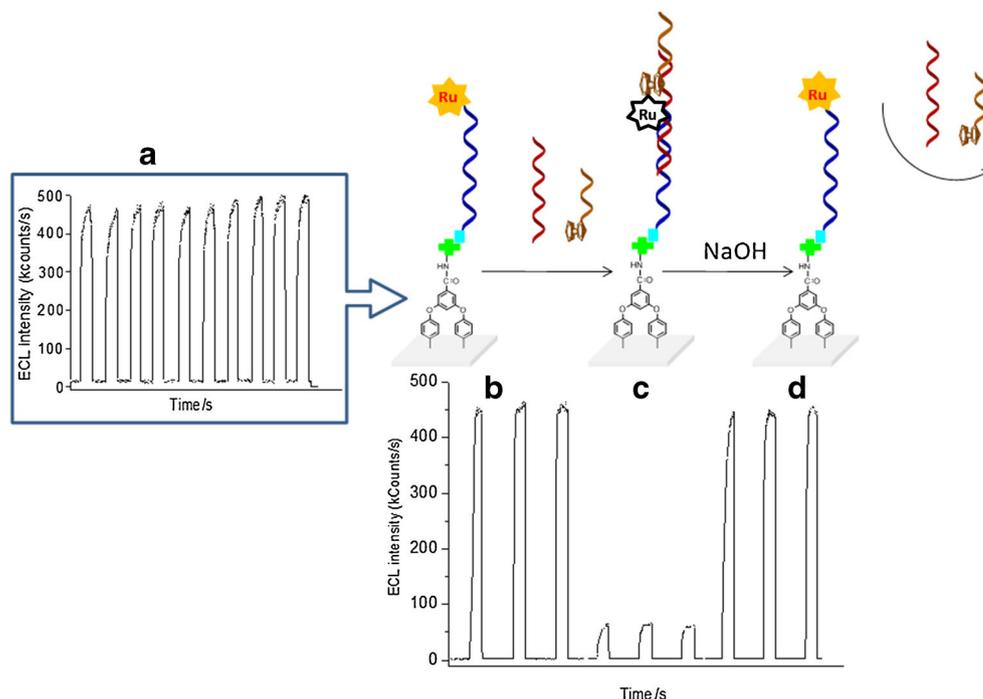 a
ECL intensity (kcounts/s)
500
400
300
200
100
0
Time /s
Ru
HN
C
O
O
O
Ru
HN
C
O
O
O
NaOH
Ru
HN
C
O
O
O
b
c
d
ECL intensity (kCounts/s)
500
400
300
200
100
0
Time /s